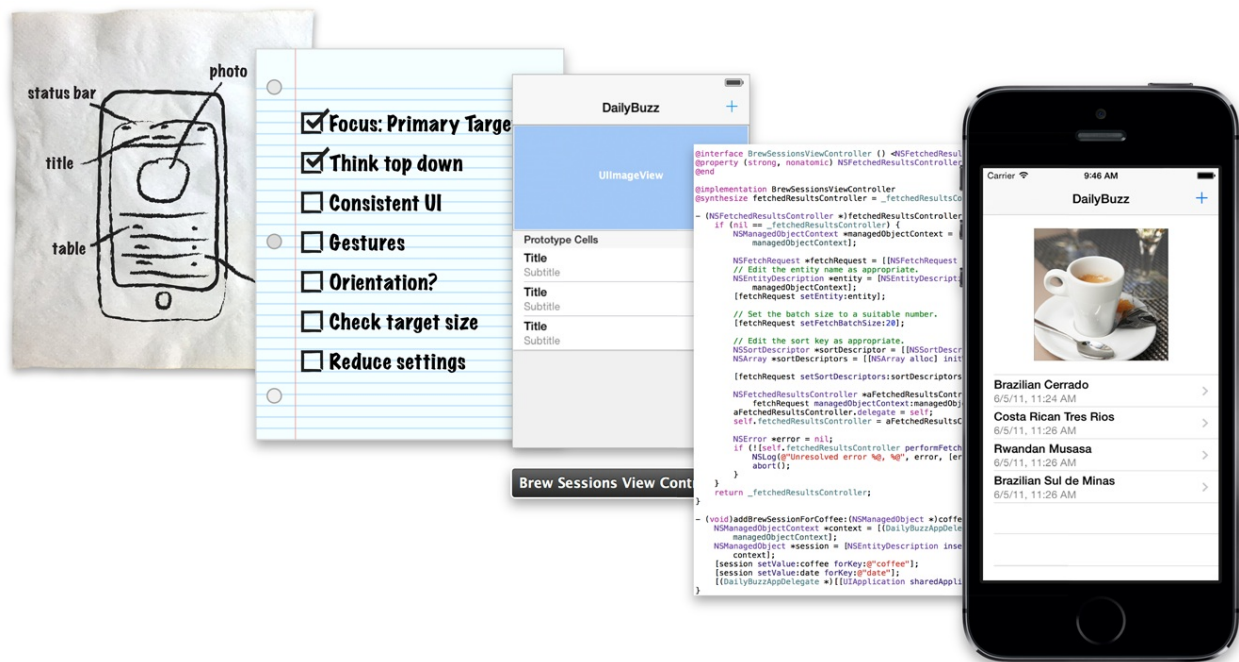 photo
status bar
title
table
Focus: Primary Targe
Think top down
Consistent UI
Gestures
Orientation?
Check target size
Reduce settings
DailyBuzz
+
UIImageView
Prototype Cells
Title
Subtitle
Title
Subtitle
Title
Subtitle
Brew Sessions View Cont
@interface BrewSessionsViewController () <NSFetchedResul
@property (strong, nonatomic) NSFetchedResultsController
@end
@implementation BrewSessionsViewController
@synthesize fetchedResultsController = _fetchedResultsCo
- (NSFetchedResultsController *)fetchedResultsController
if (nil == _fetchedResultsController) {
NSManagedObjectContext *managedObjectContext =
managedObjectContext];
NSFetchRequest *fetchRequest = [[NSFetchRequest
// Edit the entity name as appropriate.
NSEntityDescription *entity = [NSEntityDescripti
managedObjectContext];
[fetchRequest setEntity:entity];
// Set the batch size to a suitable number.
[fetchRequest setFetchBatchSize:20];
// Edit the sort key as appropriate.
NSSortDescriptor *sortDescriptor = [[NSSortDescr
NSArray *sortDescriptors = [[NSArray alloc] init
[fetchRequest setSortDescriptors:sortDescriptors
NSFetchedResultsController *aFetchedResultsContr
fetchRequest managedObjectContext:managedObj
aFetchedResultsController.delegate = self;
self.fetchedResultsController = aFetchedResultsC
NSError *error = nil;
if (![self.fetchedResultsController performFetch
NSLog(@"Unresolved error %@, %@", error, [er
abort();
}
}
return _fetchedResultsController;
}
- (void)addBrewSessionForCoffee:(NSManagedObject *)coffe
NSManagedObjectContext *context = [(DailyBuzzAppDele
managedObjectContext];
NSManagedObject *session = [NSEntityDescription inse
context];
[session setValue:coffee forKey:@"coffee"];
[session setValue:date forKey:@"date"];
[(DailyBuzzAppDelegate *)[[UIApplication sharedAppli
}
Carrier 9:46 AM
DailyBuzz +
Brazilian Cerrado
6/5/11, 11:24 AM
Costa Rican Tres Rios
6/5/11, 11:26 AM
Rwandan Musasa
6/5/11, 11:26 AM
Brazilian Sul de Minas
6/5/11, 11:26 AM